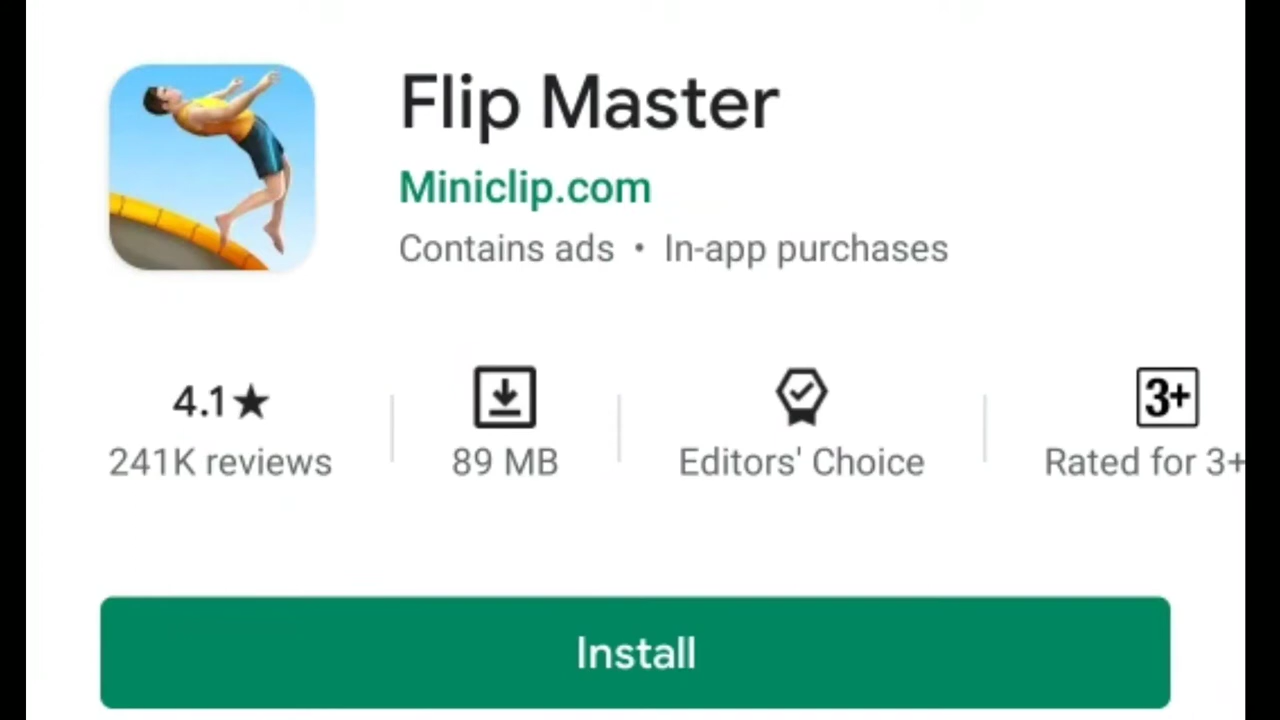 Flip Master
Miniclip.com
Contains ads • In-app purchases
4.1★
241K reviews
89 MB
Editors' Choice
3+
Rated for 3+
Install